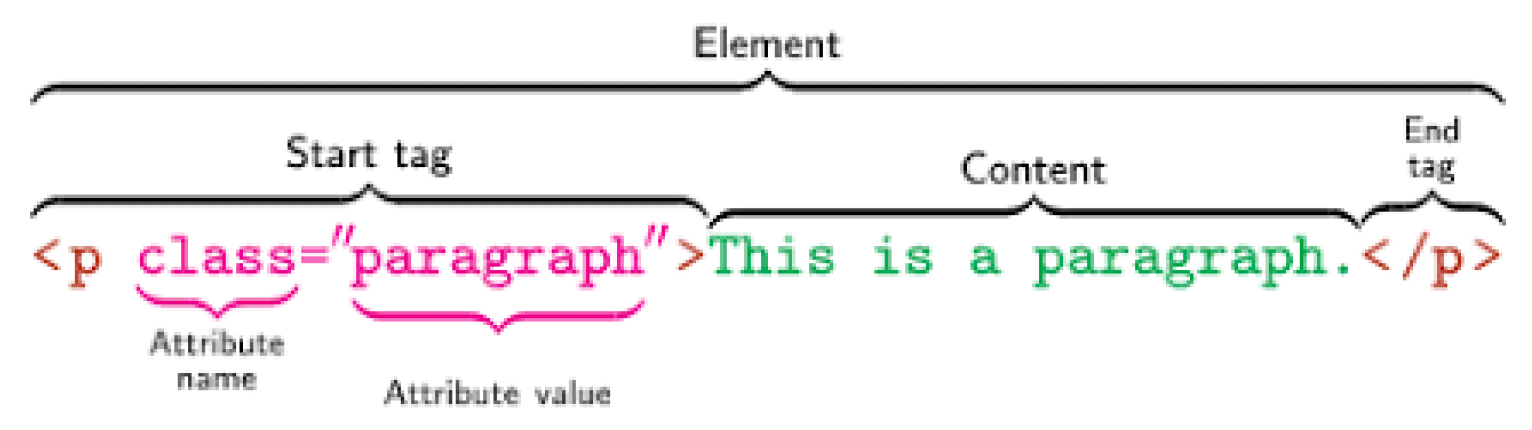 Element
Start tag
Content
End
tag
<p class="paragraph">This is a paragraph.</p>
Attribute
name
Attribute value